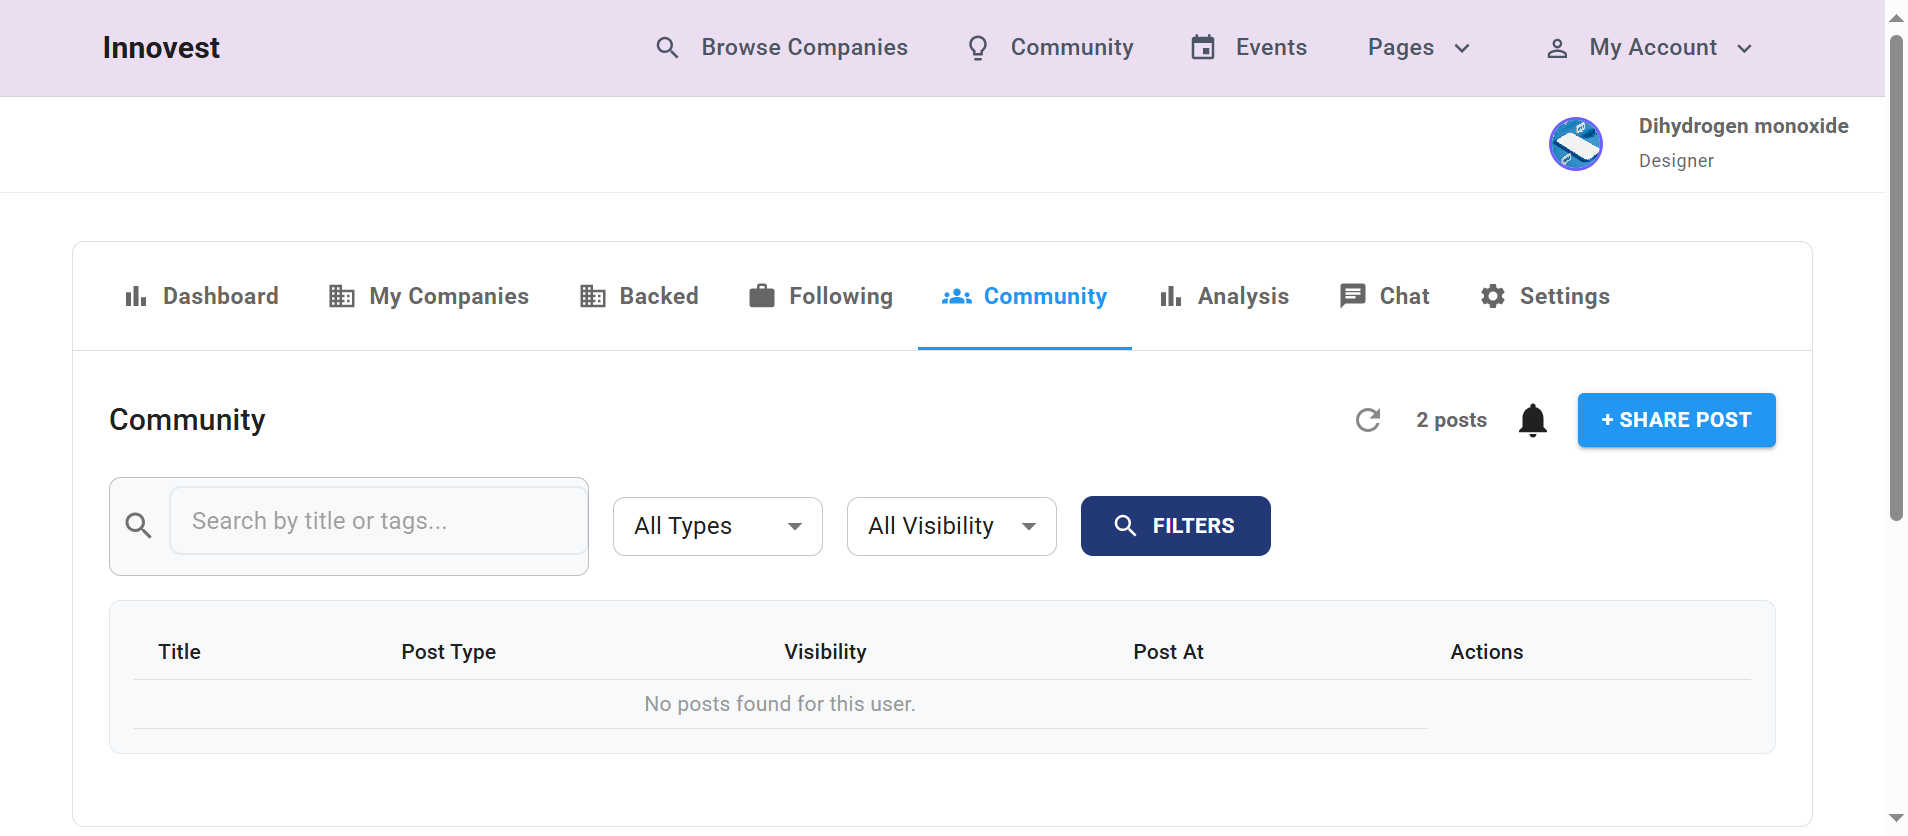 Innovest
Browse Companies
Community
Events
Pages
My Account
Dihydrogen monoxide
Designer
Dashboard
My Companies
Backed
Following
Community
Analysis
Chat
Settings
Community
2 posts
+ SHARE POST
Search by title or tags...
All Types
All Visibility
FILTERS
Title
Post Type
Visibility
Post At
Actions
No posts found for this user.